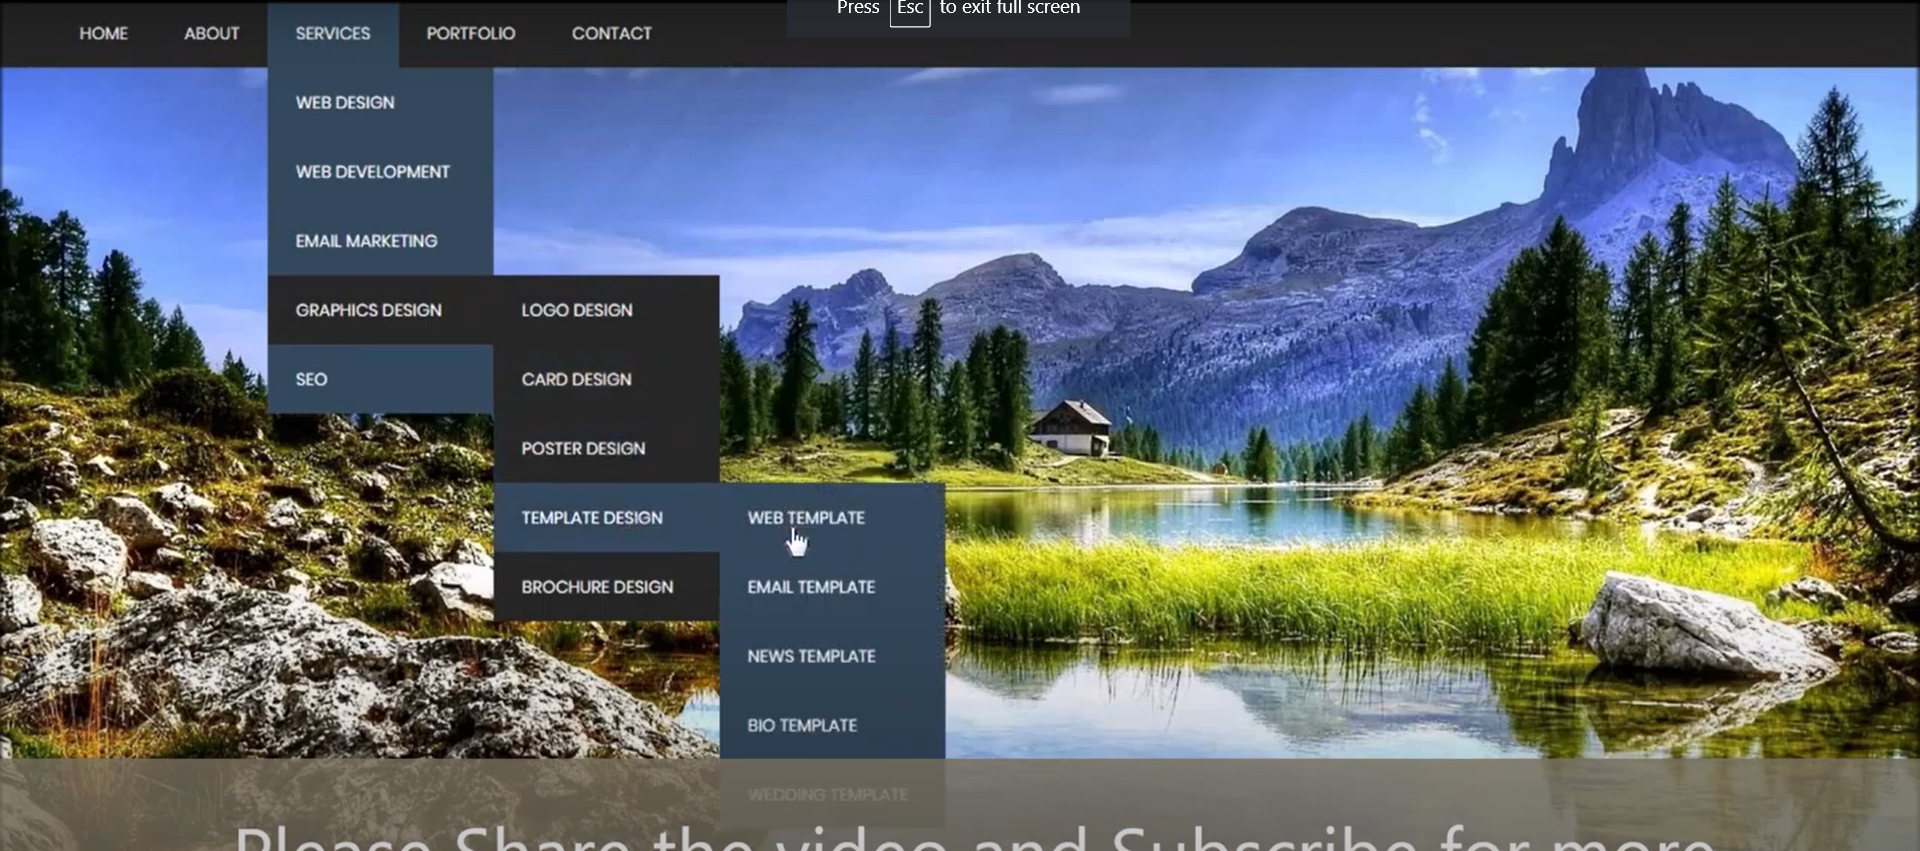 Press Esc to exit full screen
HOME ABOUT SERVICES PORTFOLIO CONTACT
WEB DESIGN
WEB DEVELOPMENT
EMAIL MARKETING
GRAPHICS DESIGN LOGO DESIGN
SEO CARD DESIGN
POSTER DESIGN
TEMPLATE DESIGN WEB TEMPLATE
BROCHURE DESIGN EMAIL TEMPLATE
NEWS TEMPLATE
BIO TEMPLATE
WEDDING TEMPLATE
Please Share the video and Subscribe for more